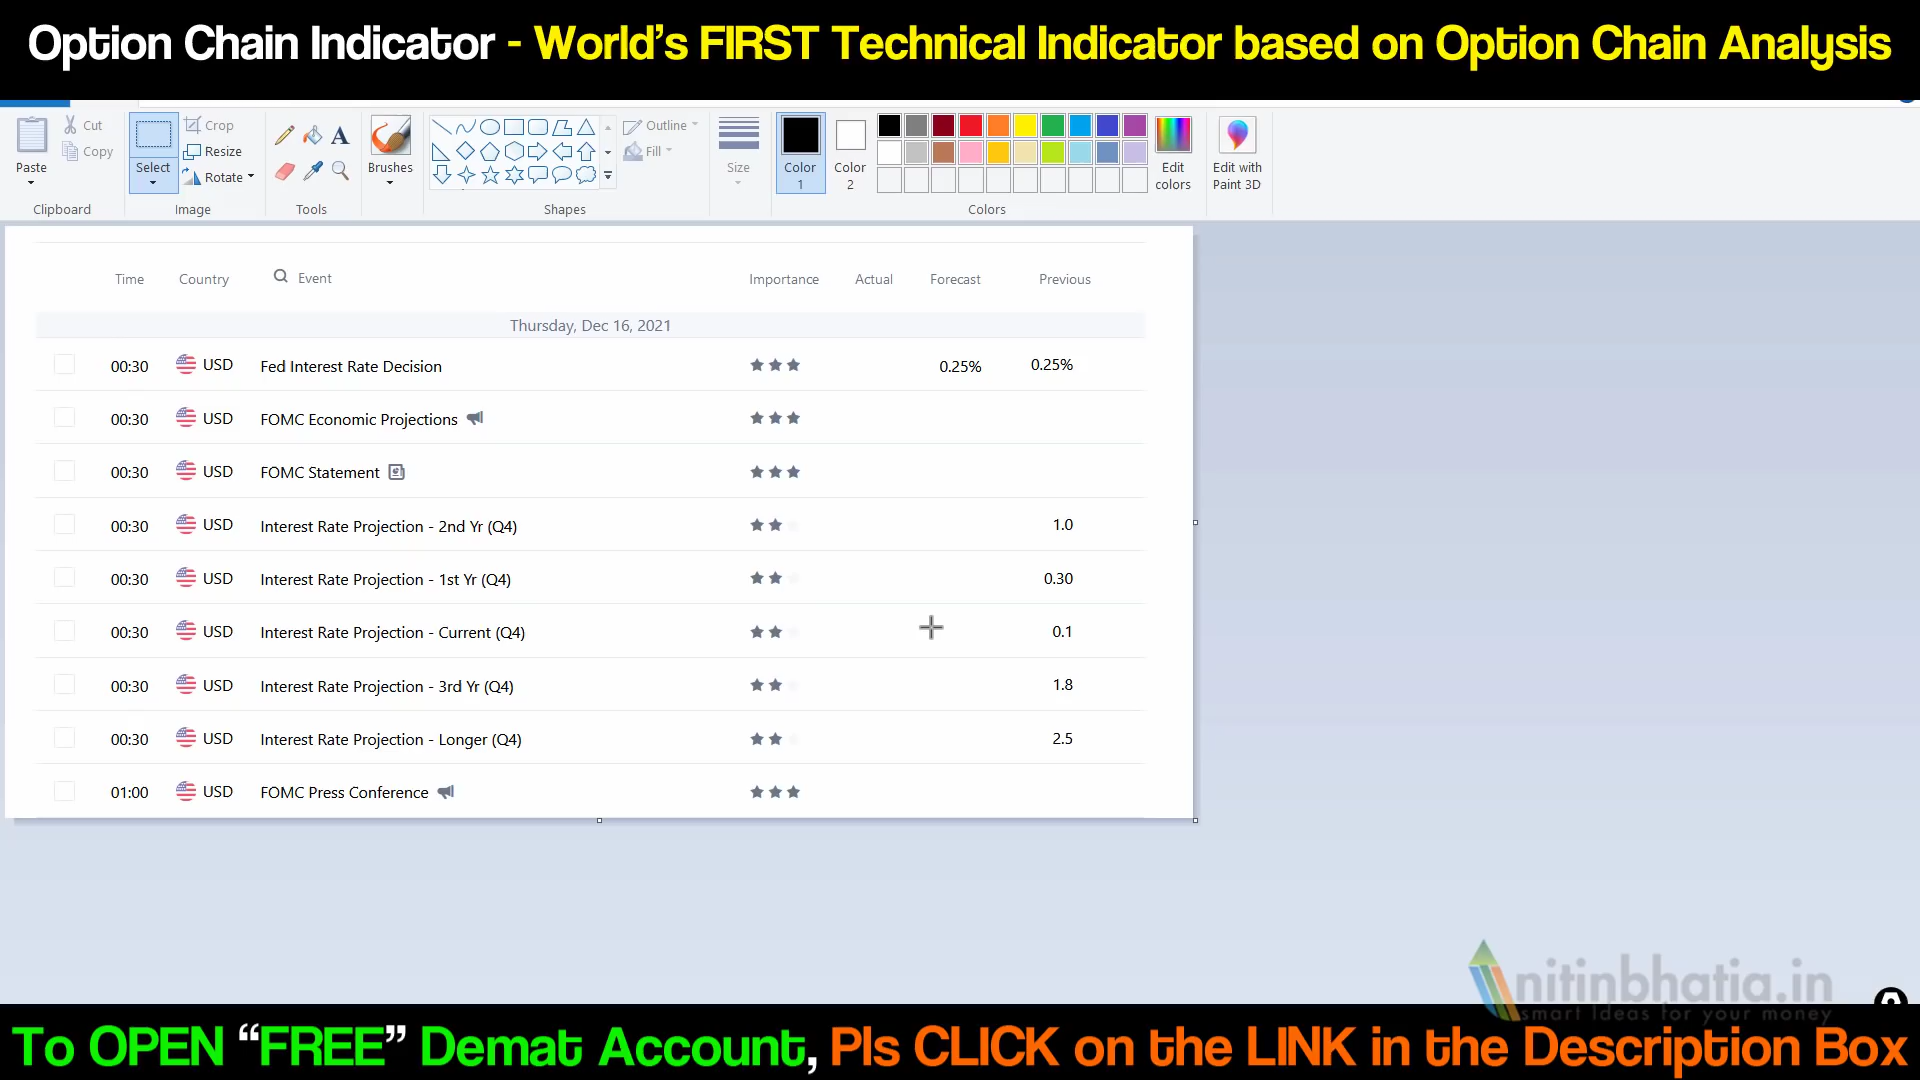 Option Chain Indicator - World's FIRST Technical Indicator based on Option Chain Analysis
Paste
Cut
Copy
Clipboard
Select
Crop
Resize
Rotate
Image
A
Tools
Brushes
Outline
Fill
Shapes
Size
Color 1
Color 2
Colors
Edit colors
Edit with Paint 3D
Time Country Event Importance Actual Forecast Previous
Thursday, Dec 16, 2021
00:30 USD Fed Interest Rate Decision 0.25% 0.25%
00:30 USD FOMC Economic Projections
00:30 USD FOMC Statement
00:30 USD Interest Rate Projection - 2nd Yr (Q4) 1.0
00:30 USD Interest Rate Projection - 1st Yr (Q4) 0.30
00:30 USD Interest Rate Projection - Current (Q4) 0.1
00:30 USD Interest Rate Projection - 3rd Yr (Q4) 1.8
00:30 USD Interest Rate Projection - Longer (Q4) 2.5
01:00 USD FOMC Press Conference
nitinbhatia.in
smart Ideas for your money
To OPEN "FREE" Demat Account, Pls CLICK on the LINK in the Description Box